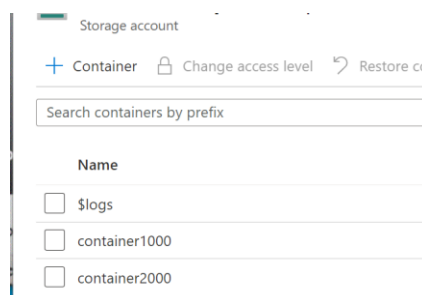 Storage account
+ Container Change access level Restore
Search containers by prefix
Name
$logs
container1000
container2000